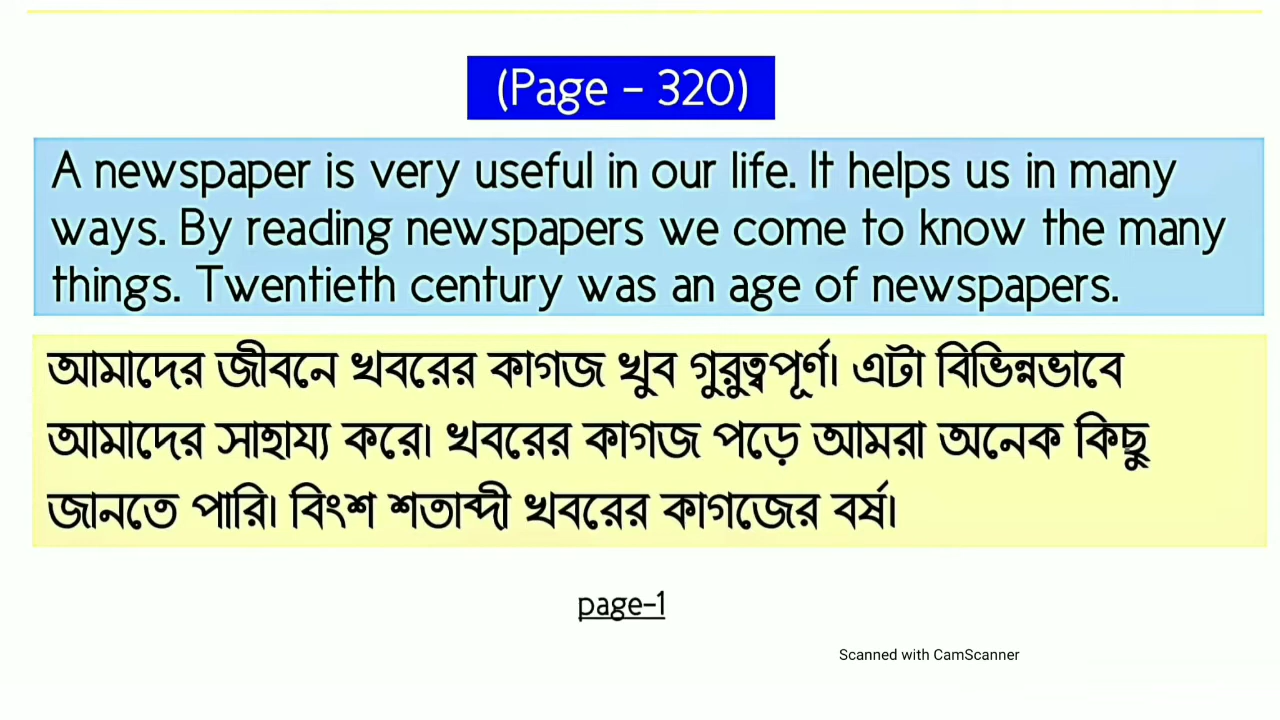 (Page - 320)
A newspaper is very useful in our life. It helps us in many
ways. By reading newspapers we come to know the many
things. Twentieth century was an age of newspapers.
আমাদের জীবনে খবরের কাগজ খুব গুরুত্বপূর্ণ। এটা বিভিন্নভাবে
আমাদের সাহায্য করে। খবরের কাগজ পড়ে আমরা অনেক কিছু
জানতে পারি। বিংশ শতাব্দী খবরের কাগজের বর্ষ।
page-1
Scanned with CamScanner